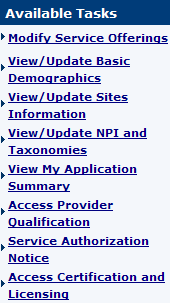 Available Tasks
Modify Service Offerings
View/Update Basic
Demographics
View/Update Sites
Information
View/Update NPI and
Taxonomies
View My Application
Summary
Access Provider
Qualification
Service Authorization
Notice
Access Certification and
Licensing